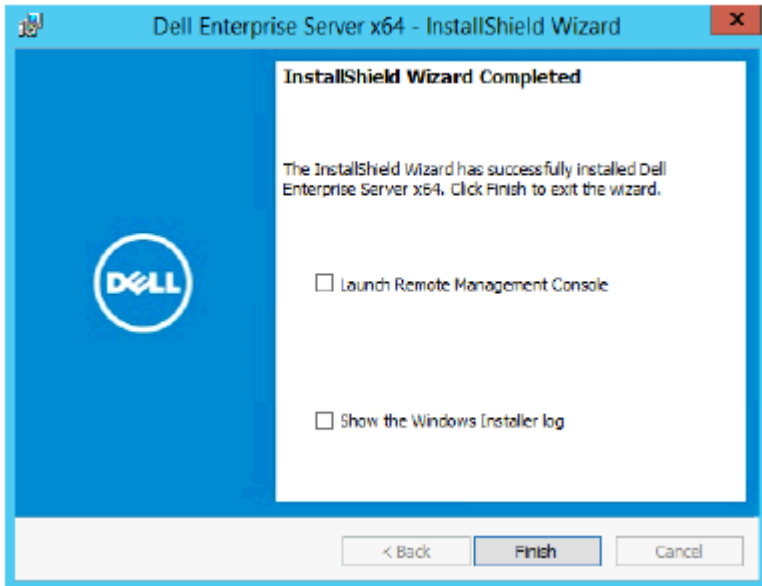 Dell Enterprise Server x64 - InstallShield Wizard
x
InstallShield Wizard Completed
The InstallShield Wizard has successfully installed Dell
Enterprise Server x64. Click Finish to exit the wizard.
DELL
Launch Remote Management Console
Show the Windows Installer log
< Back
Finish
Cancel